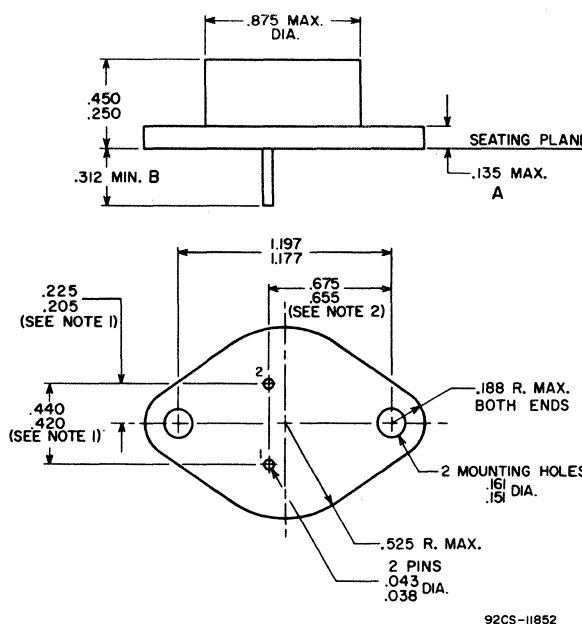 .875 MAX.
DIA.
.450
.250
SEATING PLANE
.312 MIN. B
.135 MAX.
A
1.197
1.177
.675
.655
(SEE NOTE 2)
.225
.205
(SEE NOTE 1)
2
.188 R. MAX.
BOTH ENDS
.440
.420
(SEE NOTE 1)
1
2 MOUNTING HOLES
.161
.151 DIA.
.525 R. MAX.
2 PINS
.043
.038 DIA.
92CS-11852